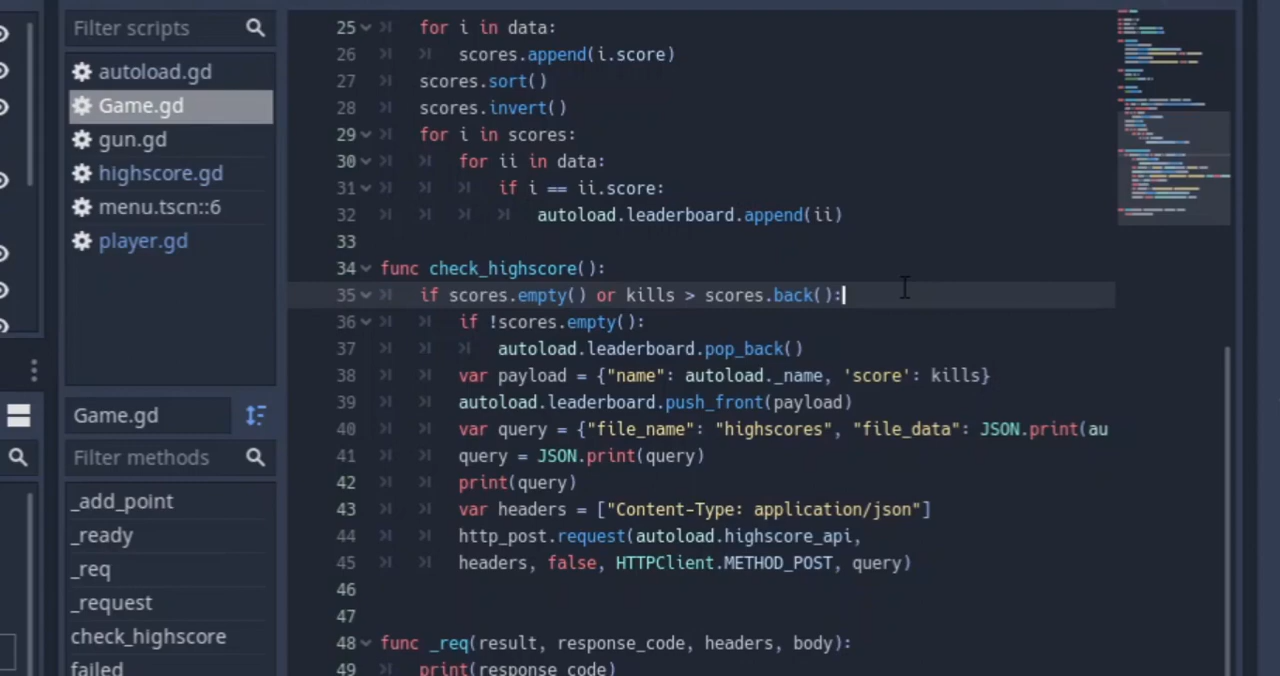 Filter scripts
autoload.gd
Game.gd
gun.gd
highscore.gd
menu.tscn::6
player.gd
Game.gd
Filter methods
_add_point
_ready
_req
_request
check_highscore
failed
25 for i in data:
26 scores.append(i.score)
27 scores.sort()
28 scores.invert()
29 for i in scores:
30 for ii in data:
31 if i == ii.score:
32 autoload.leaderboard.append(ii)
33
34 func check_highscore():
35 if scores.empty() or kills > scores.back():
36 if !scores.empty():
37 autoload.leaderboard.pop_back()
38 var payload = {"name": autoload._name, 'score': kills}
39 autoload.leaderboard.push_front(payload)
40 var query = {"file_name": "highscores", "file_data": JSON.print(au
41 query = JSON.print(query)
42 print(query)
43 var headers = ["Content-Type: application/json"]
44 http_post.request(autoload.highscore_api,
45 headers, false, HTTPClient.METHOD_POST, query)
46
47
48 func _req(result, response_code, headers, body):
49 print(response_code)